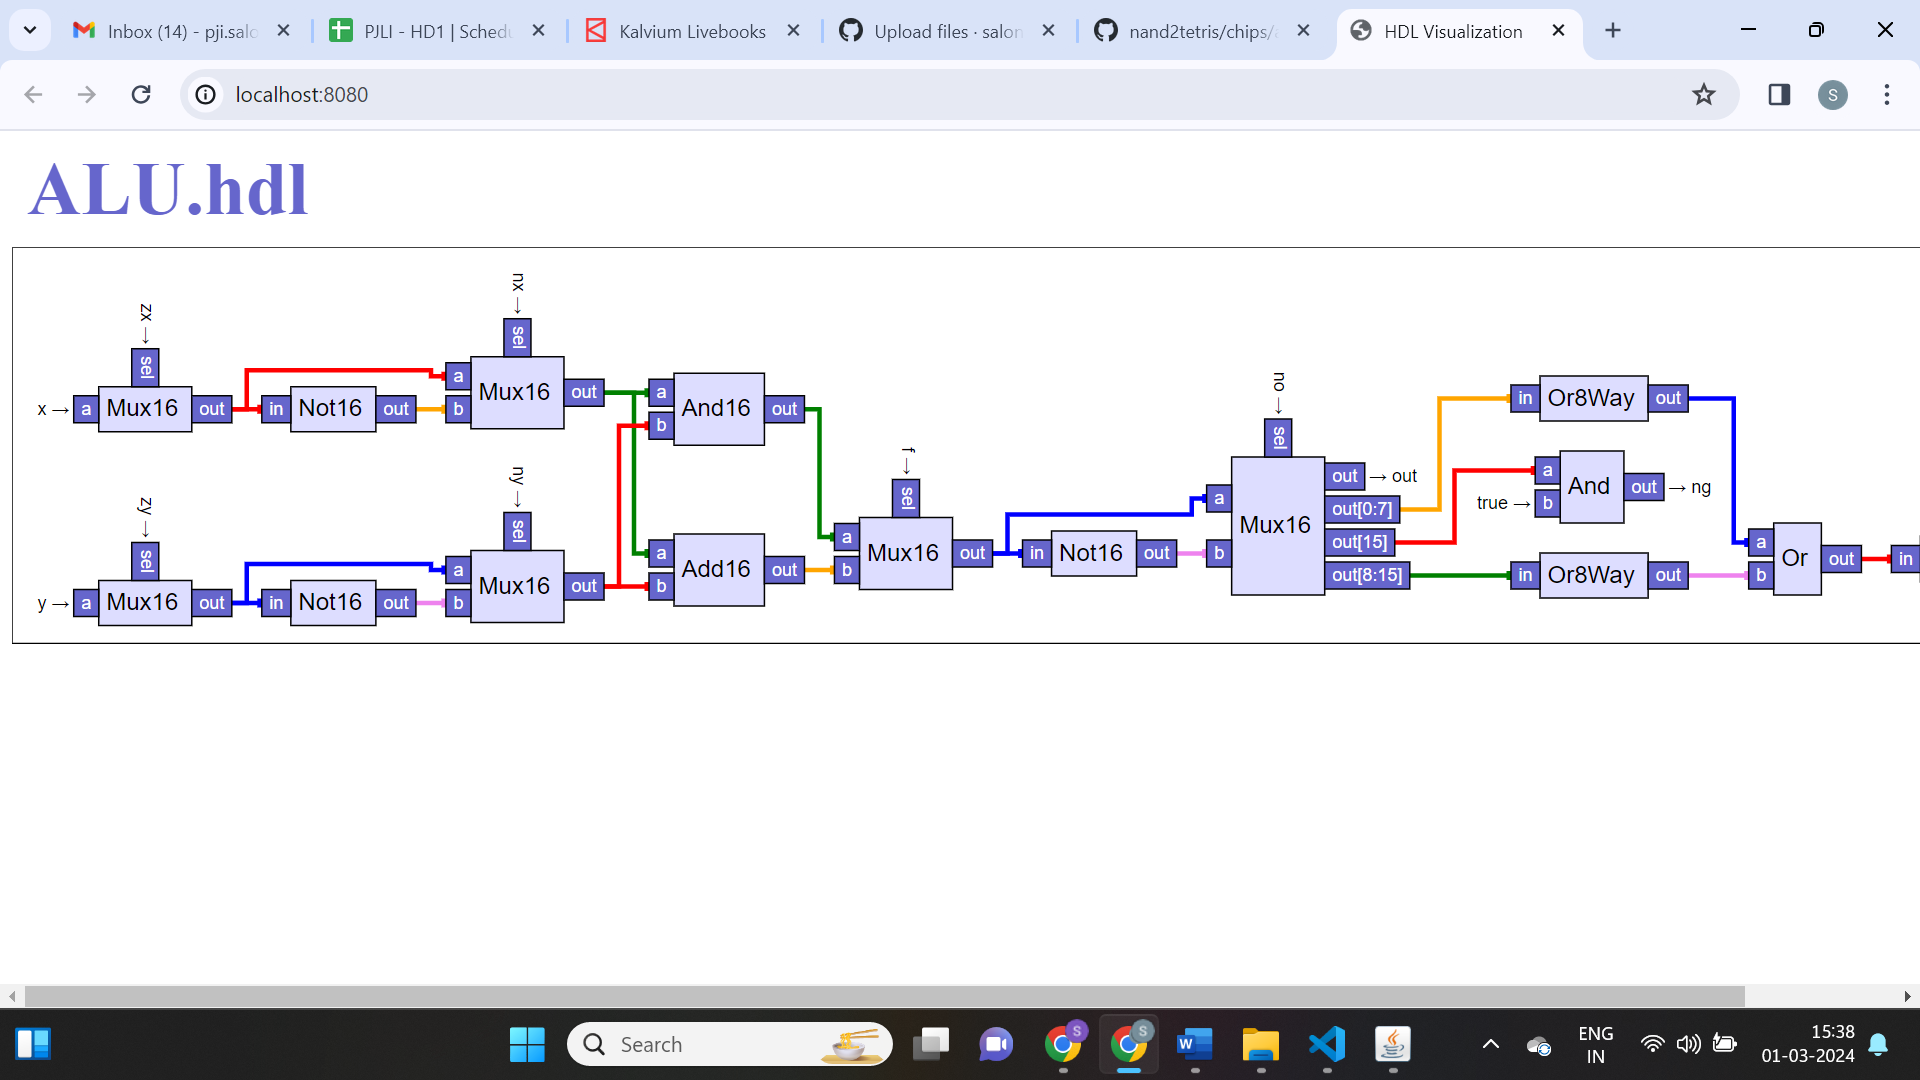 Inbox (14) - pji.salo
PJLI - HD1 | Schedu
Kalvium Livebooks
Upload files · salon
nand2tetris/chips/a
HDL Visualization
localhost:8080
S
ALU.hdl
zx →
sel
x → a Mux16 out
in Not16 out
nx →
sel
a
b
Mux16 out
zy →
sel
y → a Mux16 out
in Not16 out
ny →
sel
a
b
Mux16 out
a
b
And16 out
a
b
Add16 out
f →
sel
a
b
Mux16 out
in Not16 out
no →
sel
a
b
Mux16
out → out
out[0:7]
out[15]
out[8:15]
in Or8Way out
a
true → b
And out → ng
in Or8Way out
a
b
Or out
in
Search
S
S
W
ENG
IN
15:38
01-03-2024